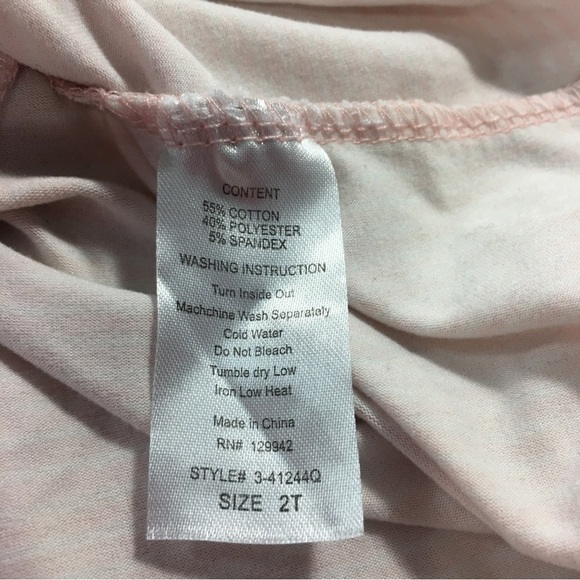 CONTENT
55% COTTON
40% POLYESTER
5% SPANDEX
WASHING INSTRUCTION
Turn Inside Out
Machchine Wash Separately
Cold Water
Do Not Bleach
Tumble dry Low
Iron Low Heat
Made in China
RN# 129942
STYLE# 3-41244Q
SIZE 2T